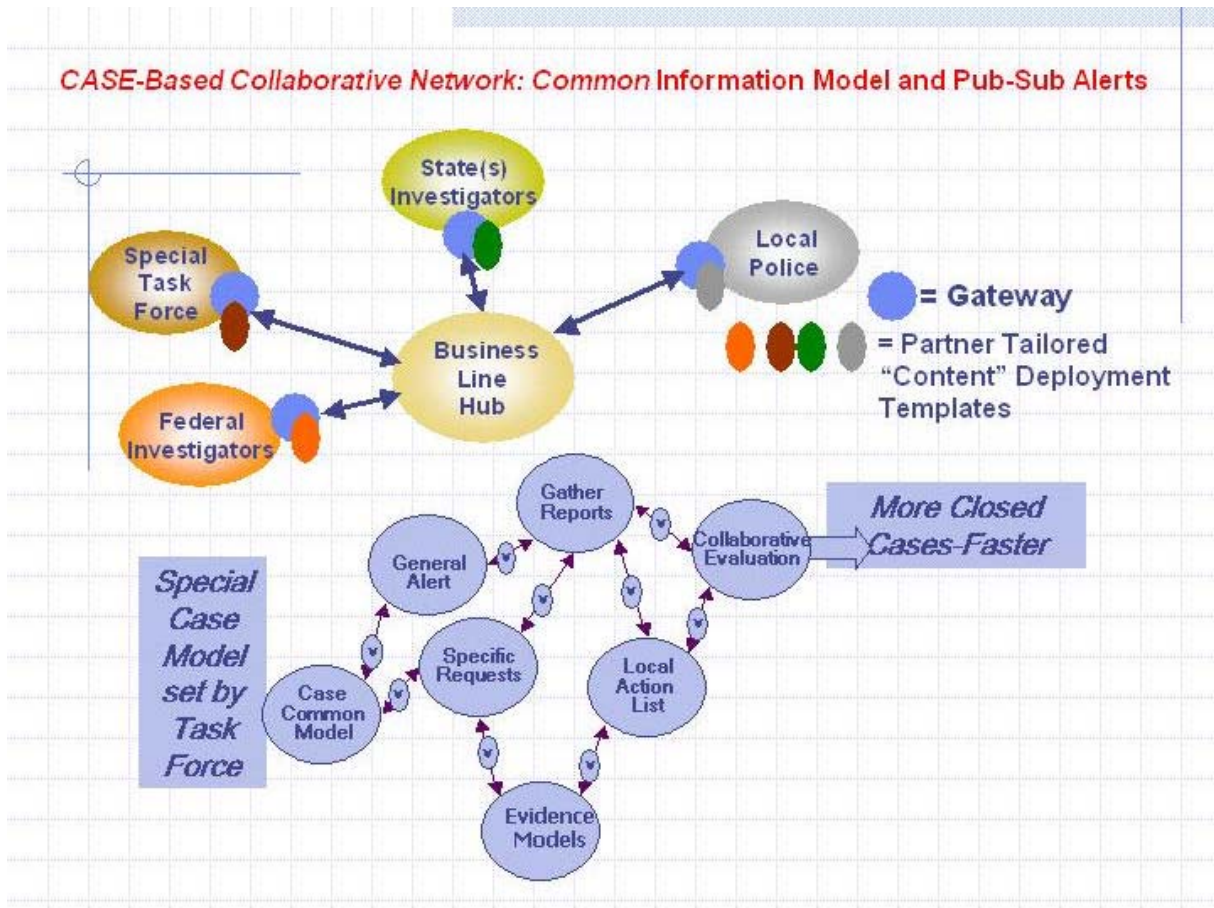 CASE-Based Collaborative Network: Common Information Model and Pub-Sub Alerts
State(s)
Investigators
Special
Task
Force
Local
Police
= Gateway
Business
Line
Hub
= Partner Tailored
“Content” Deployment
Templates
Federal
Investigators
Gather
Reports
More Closed
Cases-Faster
Collaborative
Evaluation
General
Alert
Special
Case
Model
set by
Task
Force
Specific
Requests
Local
Action
List
Case
Common
Model
Evidence
Models